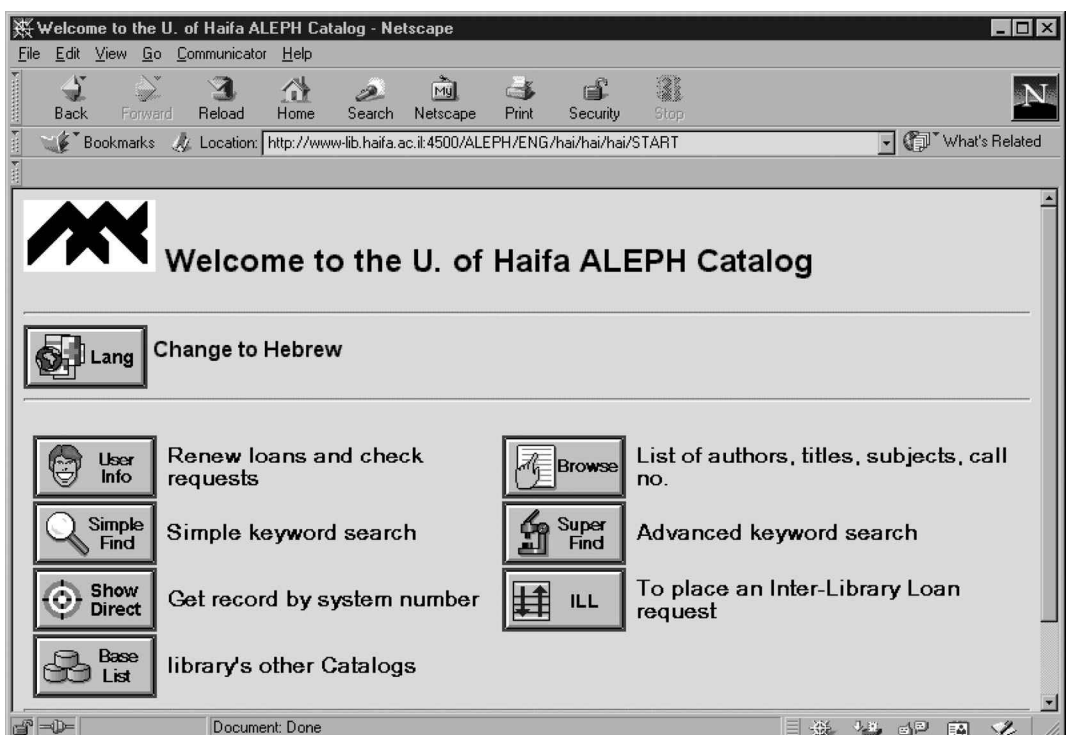 Welcome to the U. of Haifa ALEPH Catalog - Netscape
File Edit View Go Communicator Help
My
N
Back Forward Reload Home Search Netscape Print Security Stop
Bookmarks Location: http://www-lib.haifa.ac.il:4500/ALEPH/ENG/hai/hai/hai/START What's Related
Welcome to the U. of Haifa ALEPH Catalog
Lang Change to Hebrew
User Info Renew loans and check requests
Browse List of authors, titles, subjects, call no.
Simple Find Simple keyword search
Super Find Advanced keyword search
Show Direct Get record by system number
ILL To place an Inter-Library Loan request
Base List library's other Catalogs
Document: Done